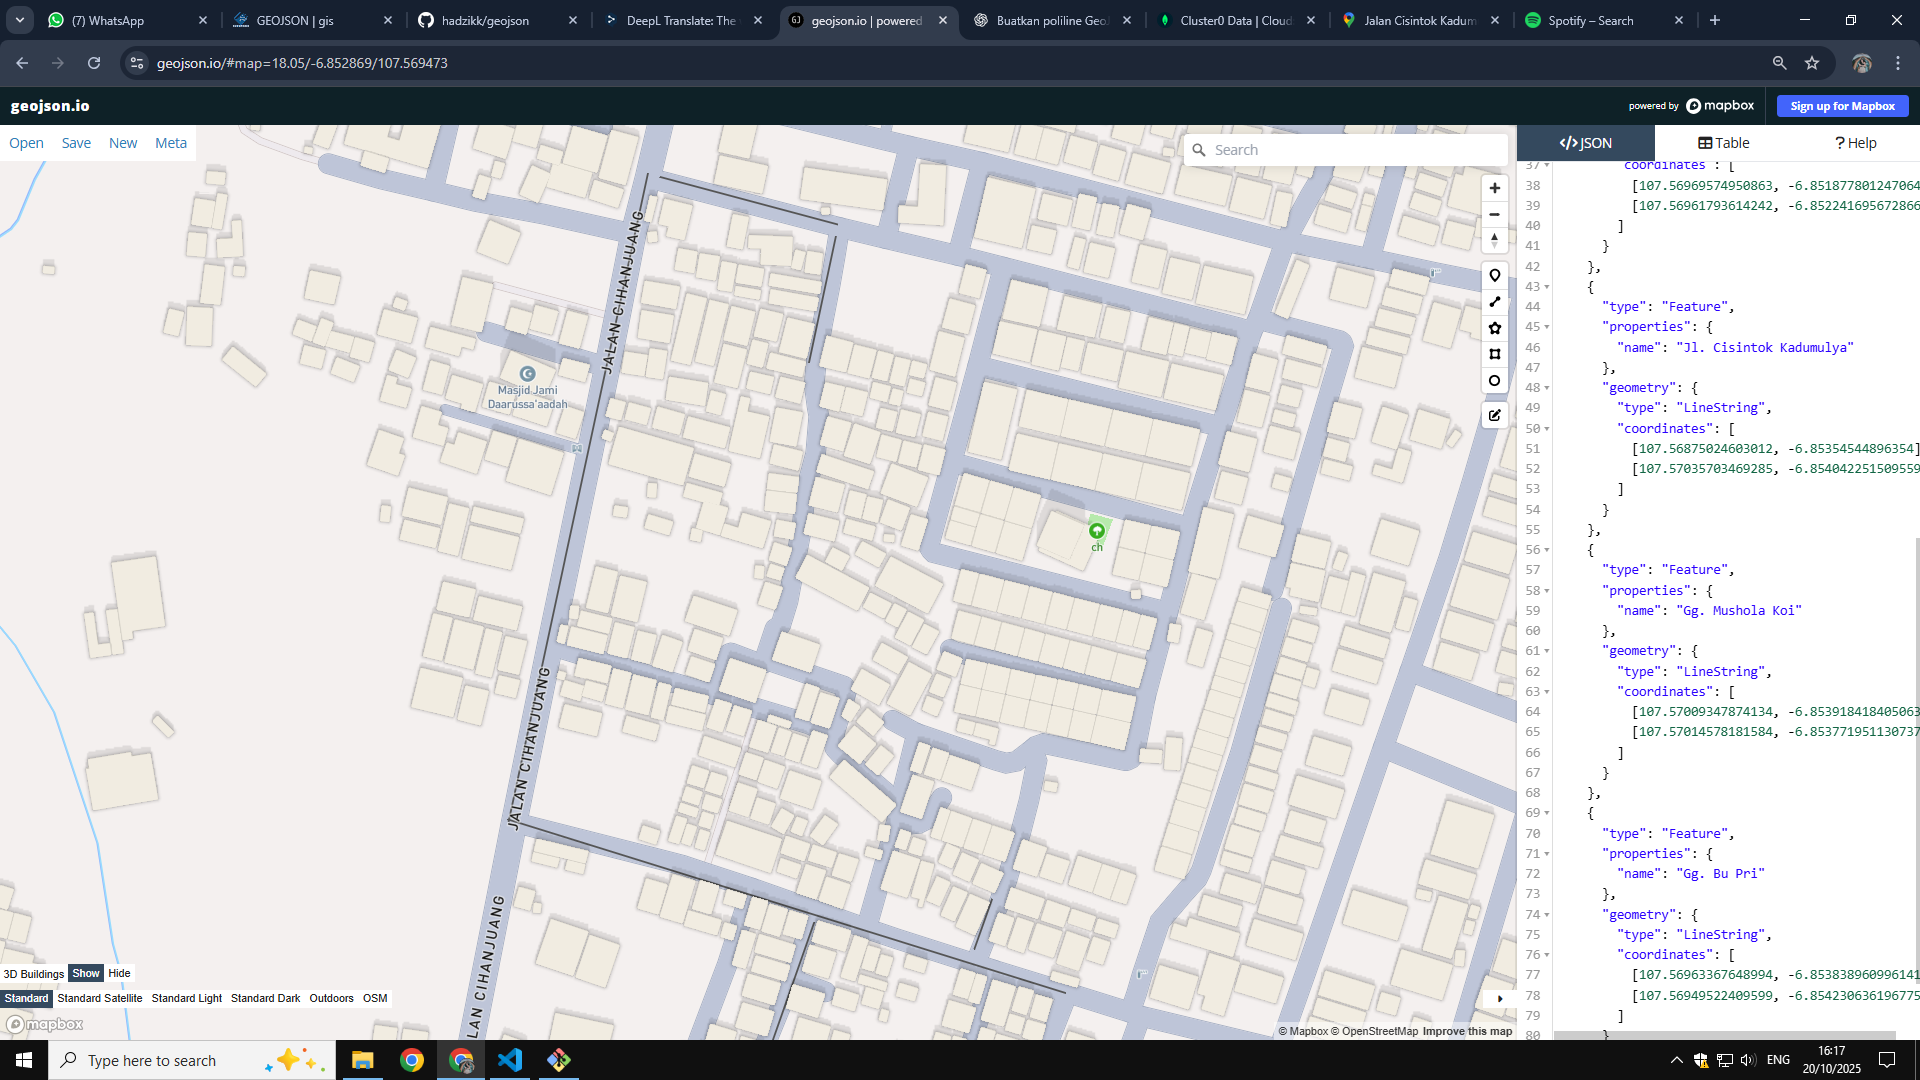 (7) WhatsApp
GEOJSON | gis
hadzikk/geojson
DeepL Translate: The
geojson.io | powered
Buatkan poliline Geo
Cluster0 Data | Cloud
Jalan Cisintok Kadum
Spotify – Search
geojson.io/#map=18.05/-6.852869/107.569473
geojson.io
powered by mapbox
Sign up for Mapbox
Open Save New Meta
Search
JSON
Table
? Help
JALAN CIHANJUANG
Masjid Jami
Daarussa'aadah
ch
JALAN CIHANJUANG
LAN CIHANJUANG
37 coordinates : [
38 [107.56969574950863, -6.851877801247064
39 [107.56961793614242, -6.852241695672866
40 ]
41 }
42 },
43 {
44 "type": "Feature",
45 "properties": {
46 "name": "Jl. Cisintok Kadumulya"
47 },
48 "geometry": {
49 "type": "LineString",
50 "coordinates": [
51 [107.56875024603012, -6.85354544896354]
52 [107.57035703469285, -6.854042251509559
53 ]
54 }
55 },
56 {
57 "type": "Feature",
58 "properties": {
59 "name": "Gg. Mushola Koi"
60 },
61 "geometry": {
62 "type": "LineString",
63 "coordinates": [
64 [107.57009347874134, -6.853918418405063
65 [107.57014578181584, -6.853771951130737
66 ]
67 }
68 },
69 {
70 "type": "Feature",
71 "properties": {
72 "name": "Gg. Bu Pri"
73 },
74 "geometry": {
75 "type": "LineString",
76 "coordinates": [
77 [107.56963367648994, -6.853838960996141
78 [107.56949522409599, -6.854230636196775
79 ]
80 }
3D Buildings Show Hide
Standard Standard Satellite Standard Light Standard Dark Outdoors OSM
mapbox
© Mapbox © OpenStreetMap Improve this map
Type here to search
ENG
16:17
20/10/2025